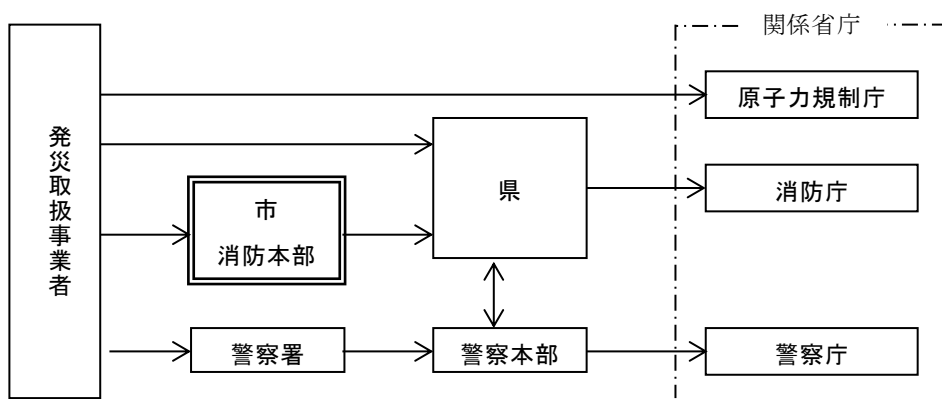 関係省庁
原子力規制庁
発災取扱事業者
県
消防庁
市
消防本部
警察署
警察本部
警察庁